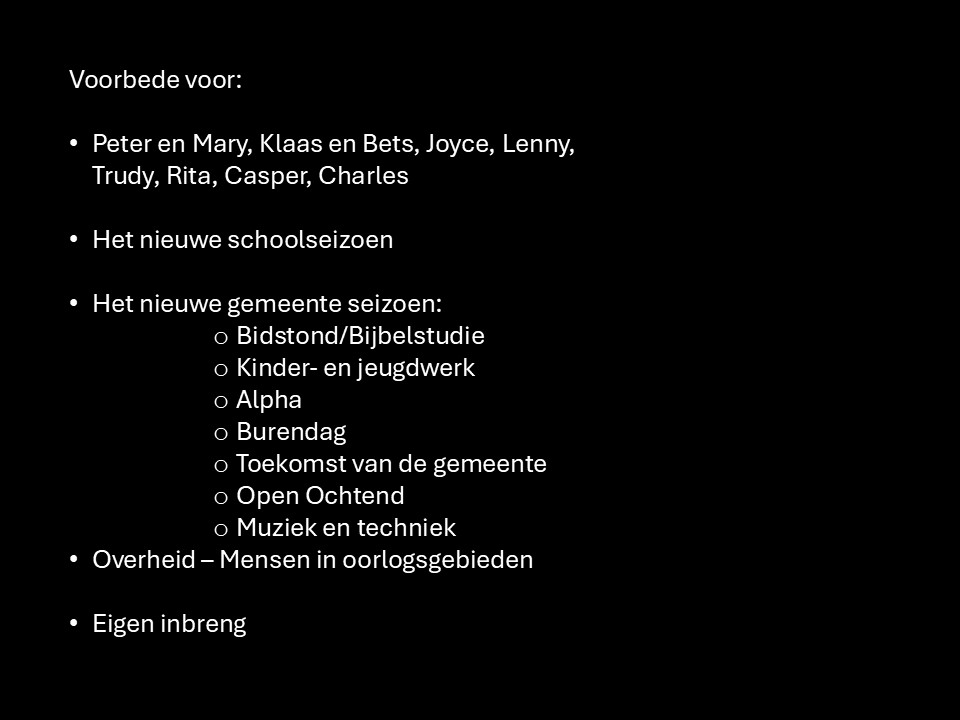 Voorbede voor:
• Peter en Mary, Klaas en Bets, Joyce, Lenny,
Trudy, Rita, Casper, Charles
• Het nieuwe schoolseizoen
• Het nieuwe gemeente seizoen:
o Bidstond/Bijbelstudie
o Kinder- en jeugdwerk
o Alpha
o Burendag
o Toekomst van de gemeente
o Open Ochtend
o Muziek en techniek
• Overheid – Mensen in oorlogsgebieden
• Eigen inbreng